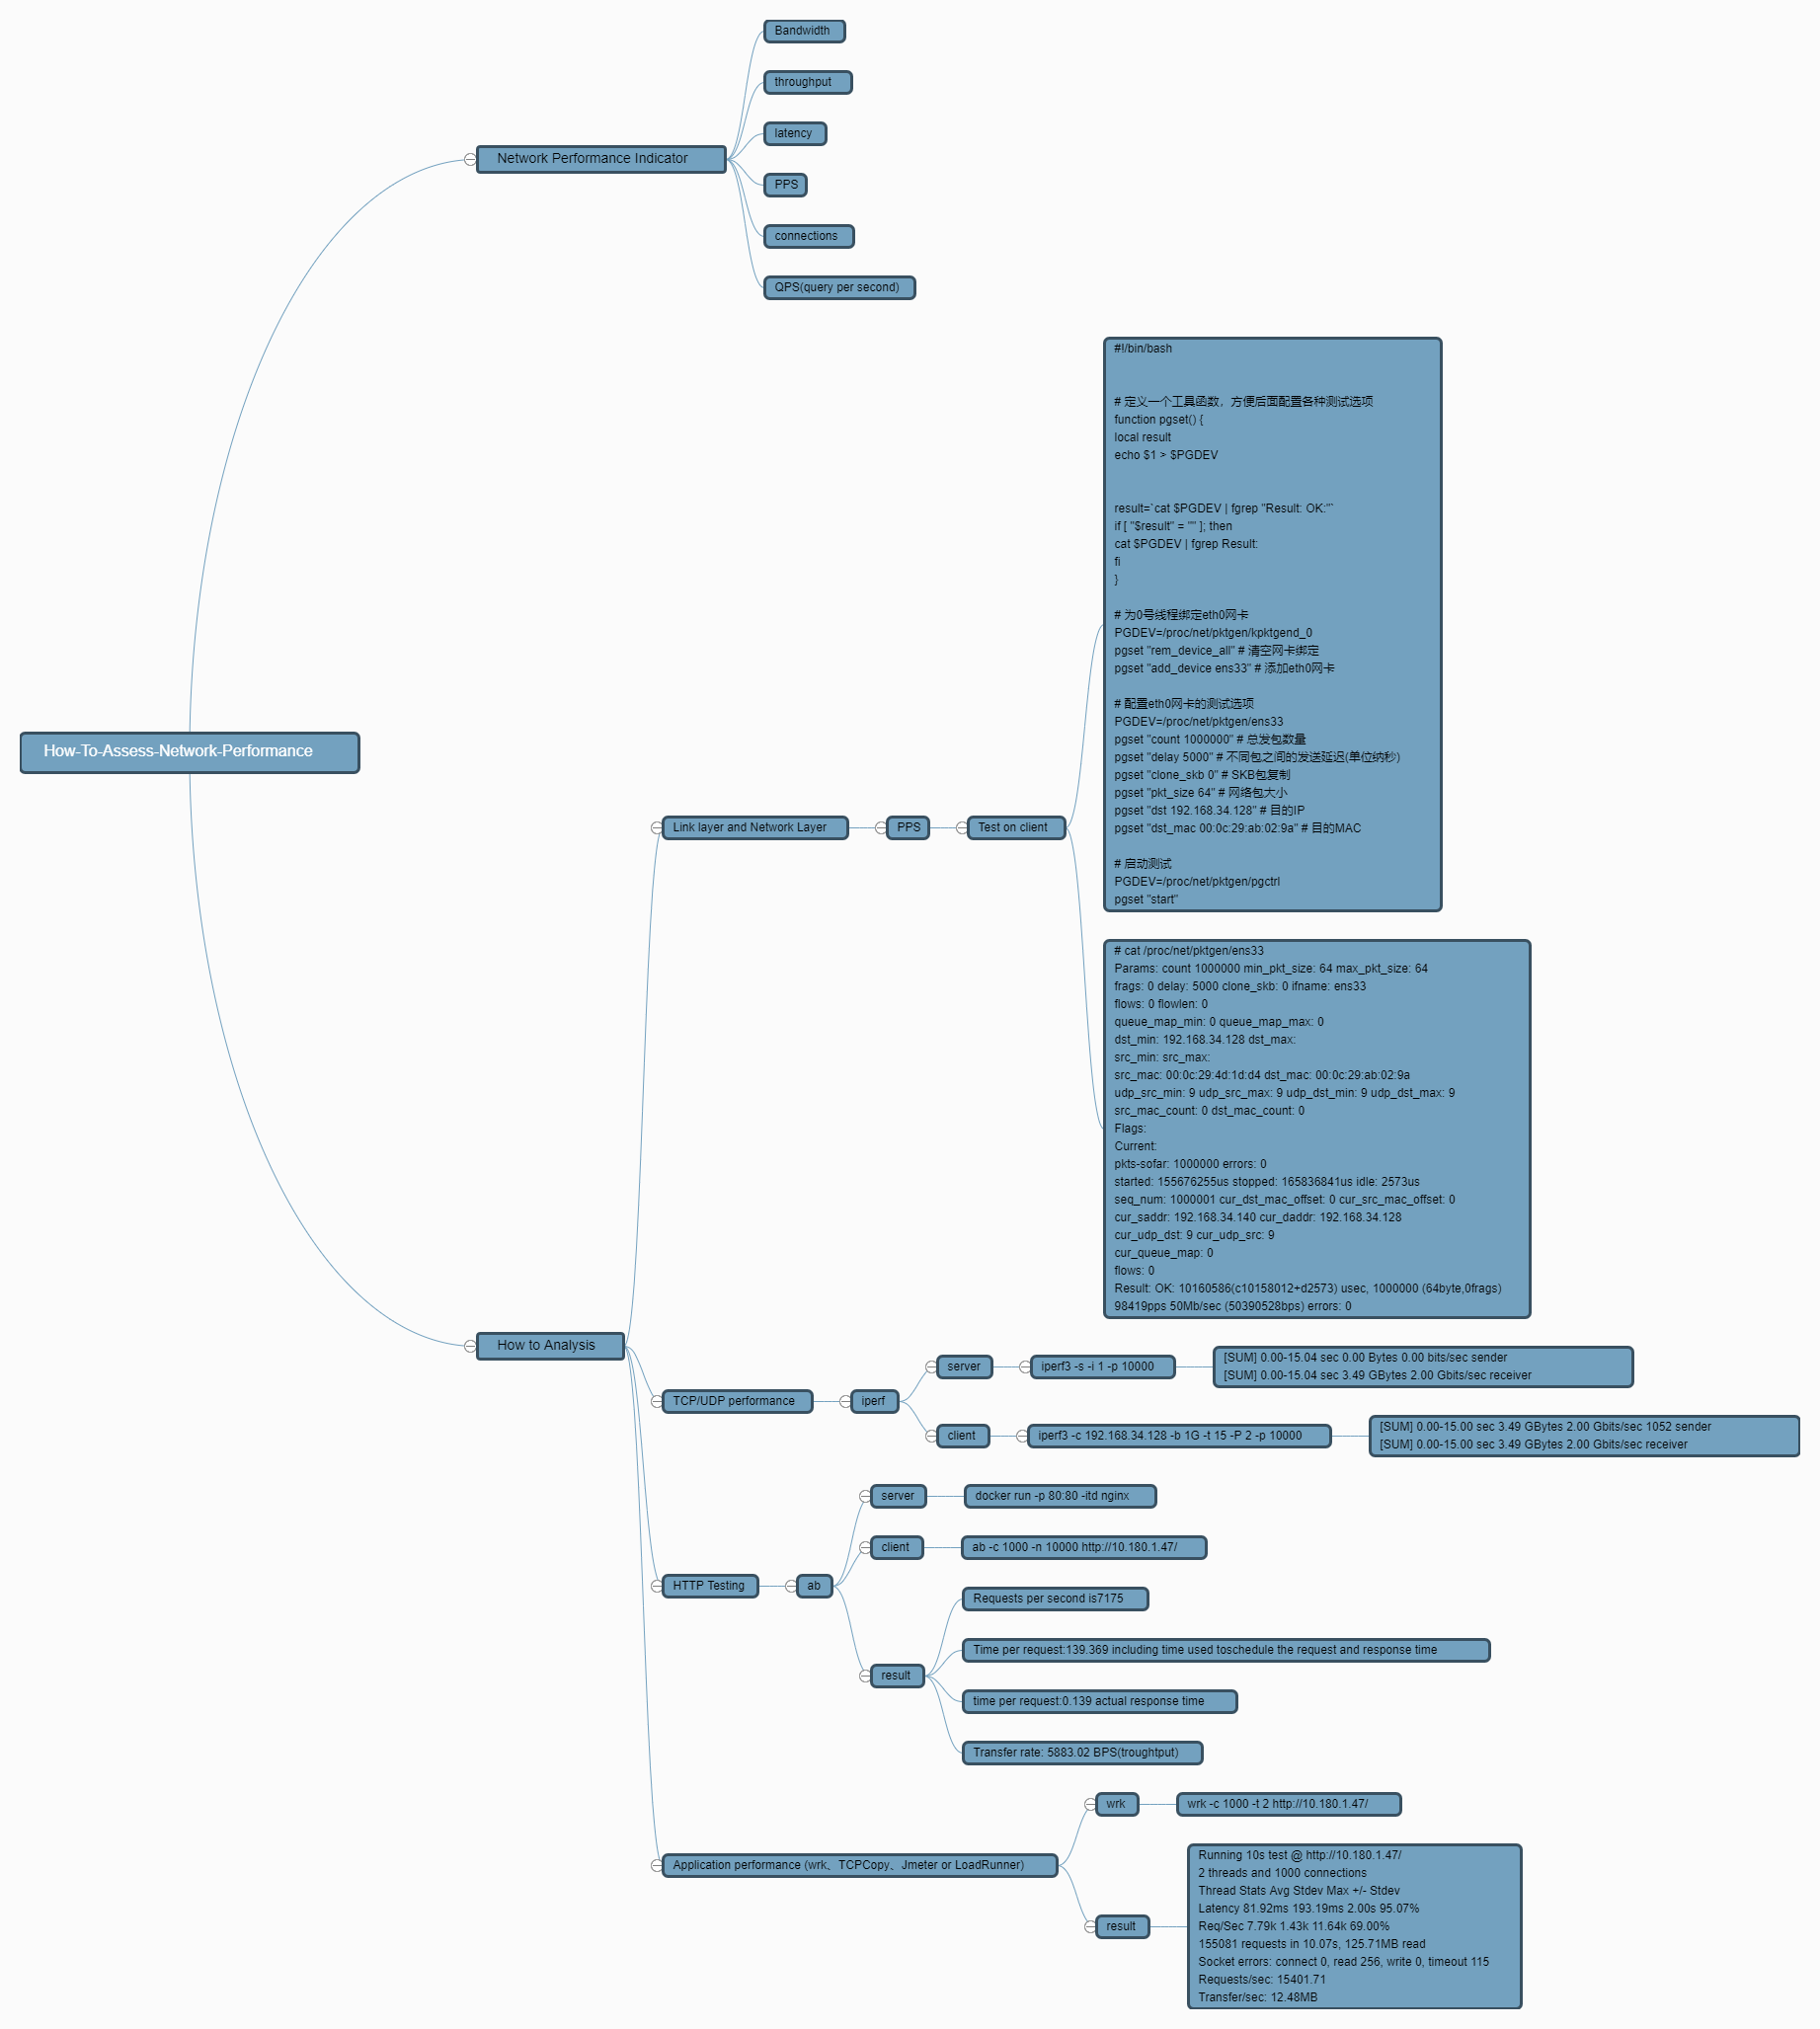 Bandwidth
throughput
latency
Network Performance Indicator
PPS
connections
QPS(query per second)
#!/bin/bash
# 定义一个工具函数，方便后面配置各种测试选项
function pgset() {
local result
echo $1 > $PGDEV
result=`cat $PGDEV | fgrep "Result: OK:"`
if [ "$result" = "" ]; then
cat $PGDEV | fgrep Result:
fi
}
# 为0号线程绑定eth0网卡
PGDEV=/proc/net/pktgen/kpktgend_0
pgset "rem_device_all" # 清空网卡绑定
pgset "add_device ens33" # 添加eth0网卡
# 配置eth0网卡的测试选项
PGDEV=/proc/net/pktgen/ens33
pgset "count 1000000" # 总发包数量
pgset "delay 5000" # 不同包之间的发送延迟(单位纳秒)
pgset "clone_skb 0" # SKB包复制
pgset "pkt_size 64" # 网络包大小
pgset "dst 192.168.34.128" # 目的IP
pgset "dst_mac 00:0c:29:ab:02:9a" # 目的MAC
# 启动测试
PGDEV=/proc/net/pktgen/pgctrl
pgset "start"
How-To-Assess-Network-Performance
Link layer and Network Layer
PPS
Test on client
# cat /proc/net/pktgen/ens33
Params: count 1000000 min_pkt_size: 64 max_pkt_size: 64
frags: 0 delay: 5000 clone_skb: 0 ifname: ens33
flows: 0 flowlen: 0
queue_map_min: 0 queue_map_max: 0
dst_min: 192.168.34.128 dst_max:
src_min: src_max:
src_mac: 00:0c:29:4d:1d:d4 dst_mac: 00:0c:29:ab:02:9a
udp_src_min: 9 udp_src_max: 9 udp_dst_min: 9 udp_dst_max: 9
src_mac_count: 0 dst_mac_count: 0
Flags:
Current:
pkts-sofar: 1000000 errors: 0
started: 155676255us stopped: 165836841us idle: 2573us
seq_num: 1000001 cur_dst_mac_offset: 0 cur_src_mac_offset: 0
cur_saddr: 192.168.34.140 cur_daddr: 192.168.34.128
cur_udp_dst: 9 cur_udp_src: 9
cur_queue_map: 0
flows: 0
Result: OK: 10160586(c10158012+d2573) usec, 1000000 (64byte,0frags)
98419pps 50Mb/sec (50390528bps) errors: 0
How to Analysis
TCP/UDP performance
iperf
server
iperf3 -s -i 1 -p 10000
[SUM] 0.00-15.04 sec 0.00 Bytes 0.00 bits/sec sender
[SUM] 0.00-15.04 sec 3.49 GBytes 2.00 Gbits/sec receiver
client
iperf3 -c 192.168.34.128 -b 1G -t 15 -P 2 -p 10000
[SUM] 0.00-15.00 sec 3.49 GBytes 2.00 Gbits/sec 1052 sender
[SUM] 0.00-15.00 sec 3.49 GBytes 2.00 Gbits/sec receiver
HTTP Testing
ab
server
docker run -p 80:80 -itd nginx
client
ab -c 1000 -n 10000 http://10.180.1.47/
result
Requests per second is7175
Time per request:139.369 including time used toschedule the request and response time
time per request:0.139 actual response time
Transfer rate: 5883.02 BPS(troughtput)
Application performance (wrk、TCPCopy、Jmeter or LoadRunner)
wrk
wrk -c 1000 -t 2 http://10.180.1.47/
result
Running 10s test @ http://10.180.1.47/
2 threads and 1000 connections
Thread Stats Avg Stdev Max +/- Stdev
Latency 81.92ms 193.19ms 2.00s 95.07%
Req/Sec 7.79k 1.43k 11.64k 69.00%
155081 requests in 10.07s, 125.71MB read
Socket errors: connect 0, read 256, write 0, timeout 115
Requests/sec: 15401.71
Transfer/sec: 12.48MB